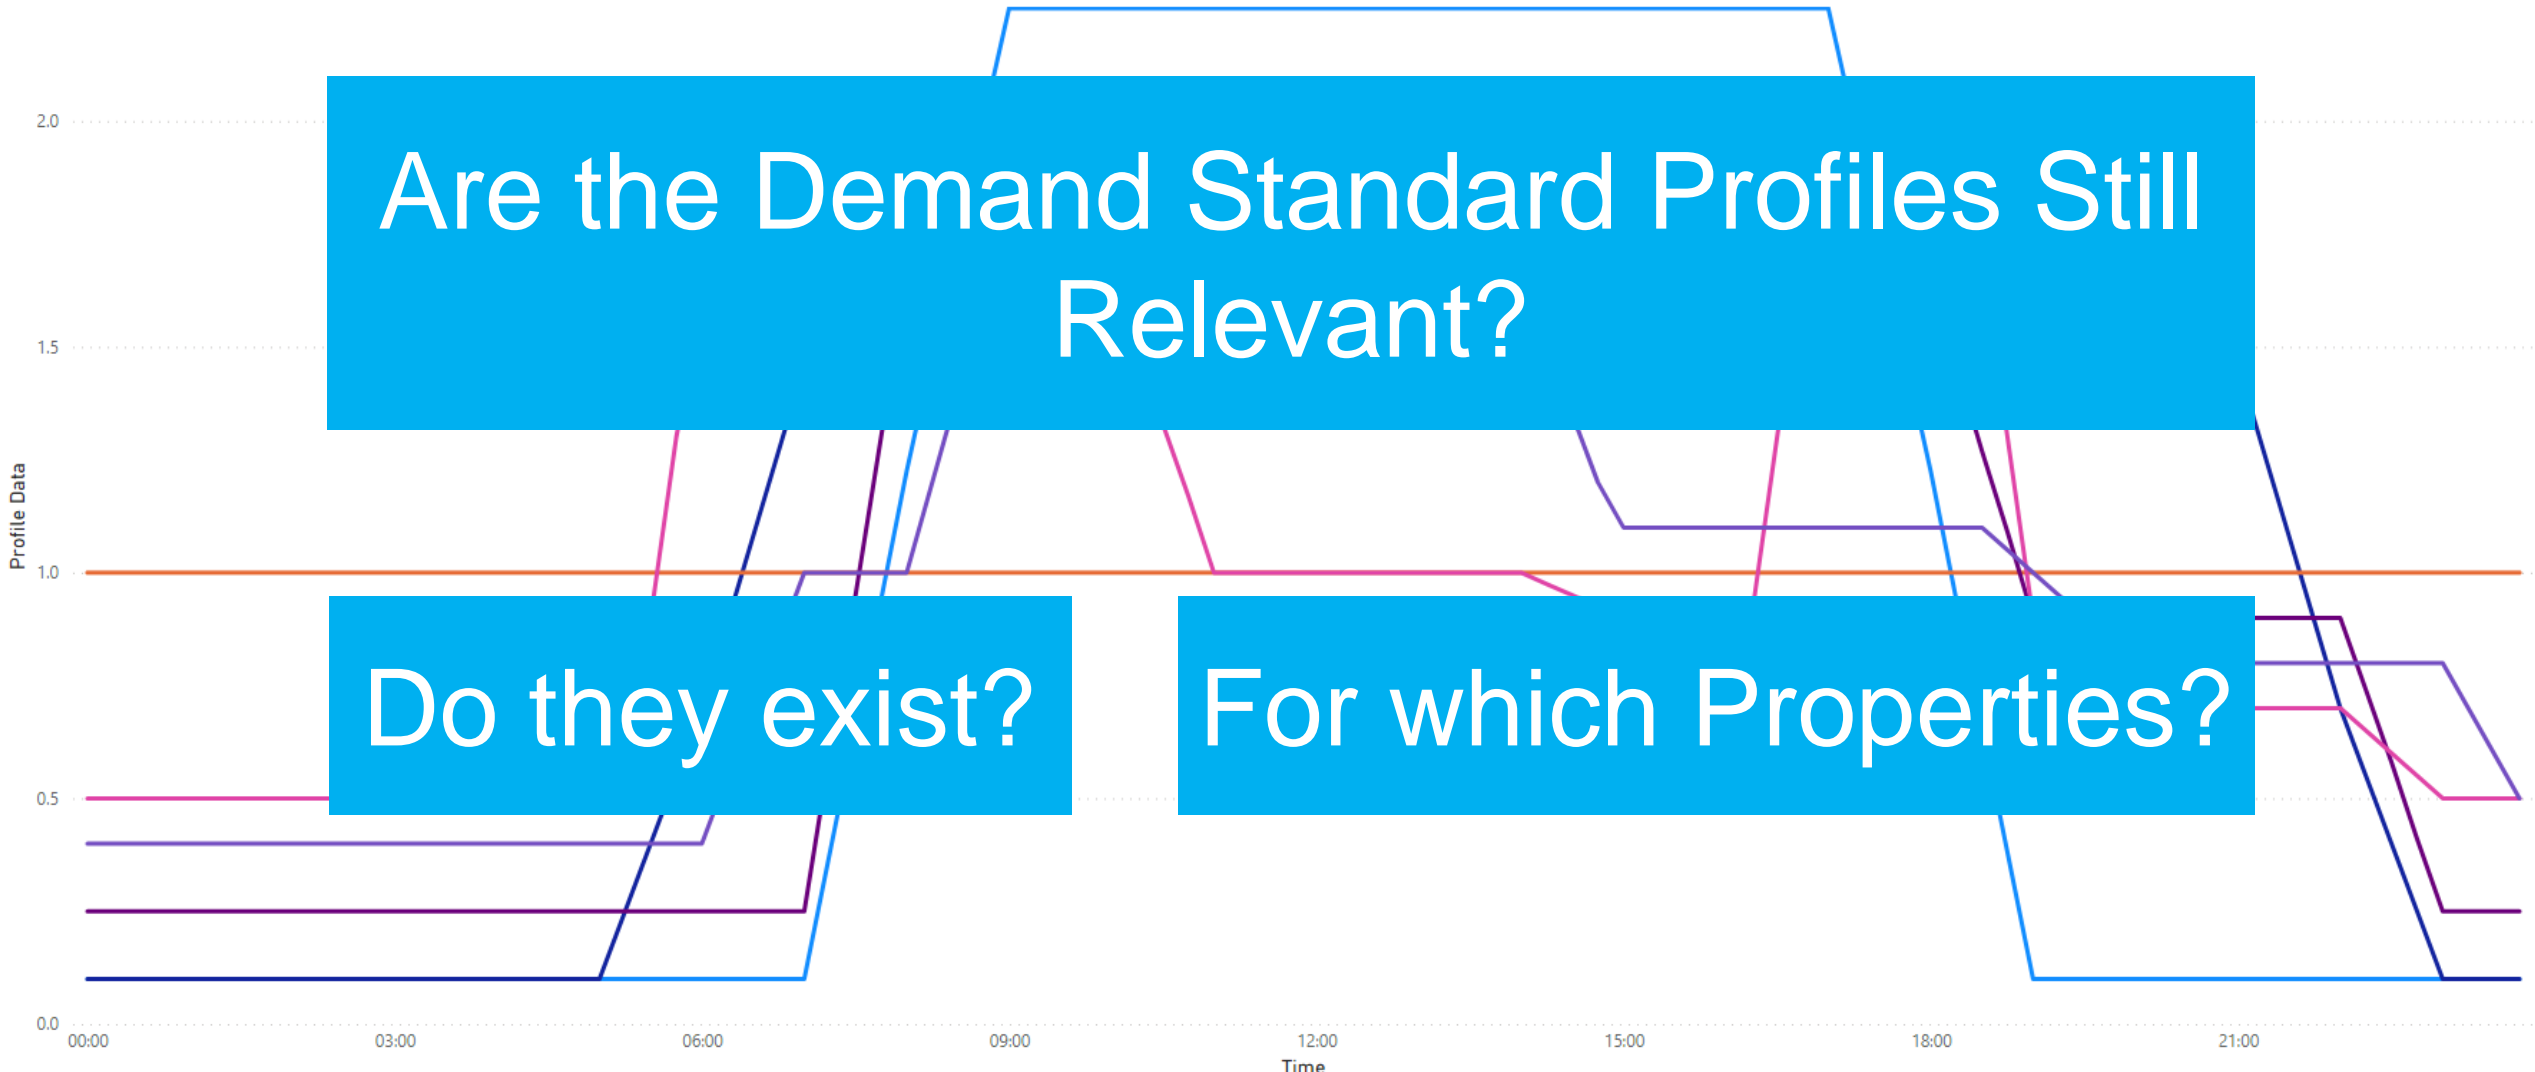 2.0
Are the Demand Standard Profiles Still
Relevant?
1.5
Profile Data
1.0
Do they exist?
For which Properties?
0.5
0.0
00:00 03:00 06:00 09:00 12:00 15:00 18:00 21:00
Time